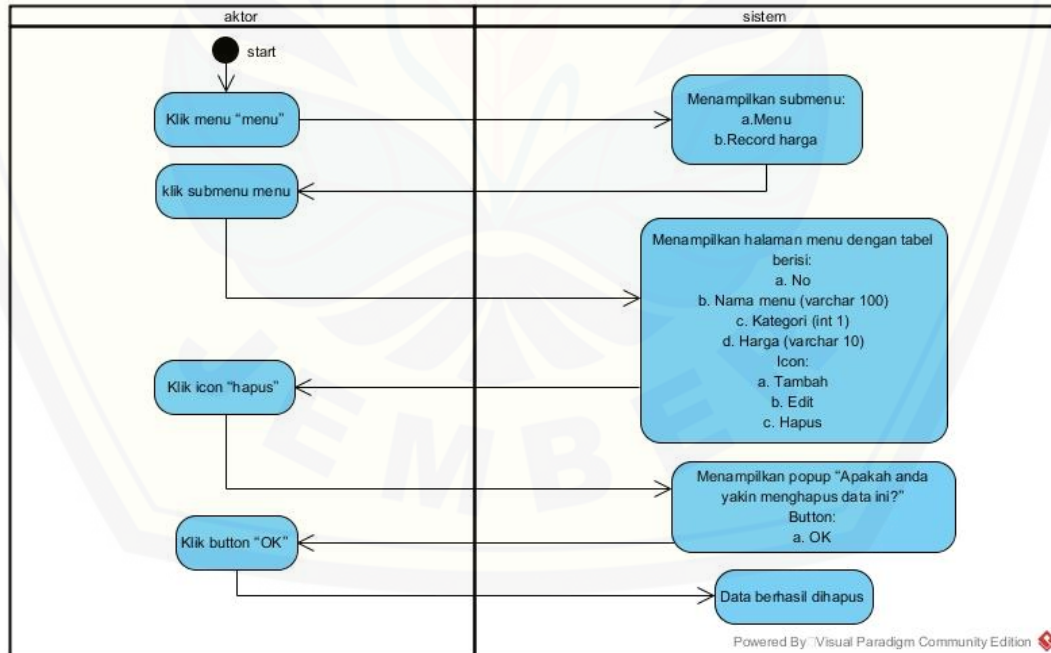 aktor
sistem
start
Klik menu “menu”
Menampilkan submenu:
a.Menu
b.Record harga
klik submenu menu
Menampilkan halaman menu dengan tabel
berisi:
a. No
b. Nama menu (varchar 100)
c. Kategori (int 1)
d. Harga (varchar 10)
Icon:
a. Tambah
b. Edit
c. Hapus
Klik icon “hapus”
Menampilkan popup “Apakah anda
yakin menghapus data ini?”
Button:
a. OK
Klik button “OK”
Data berhasil dihapus
Powered By Visual Paradigm Community Edition
JEMBER